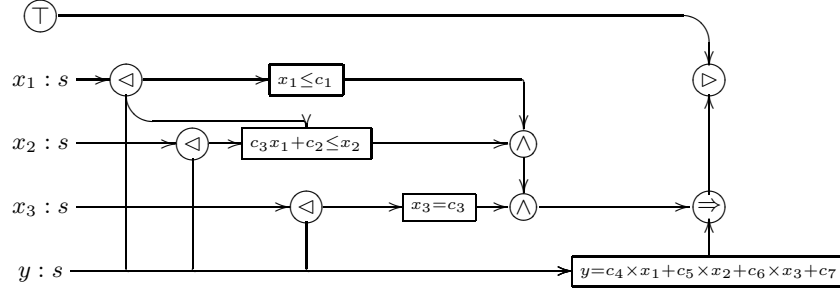 ⊤
x₁ : s ◁ x₁≤c₁ ▷
x₂ : s ◁ c₃x₁+c₂≤x₂ ∧
x₃ : s ◁ x₃=c₃ ∧ ⇒
y : s y=c₄×x₁+c₅×x₂+c₆×x₃+c₇